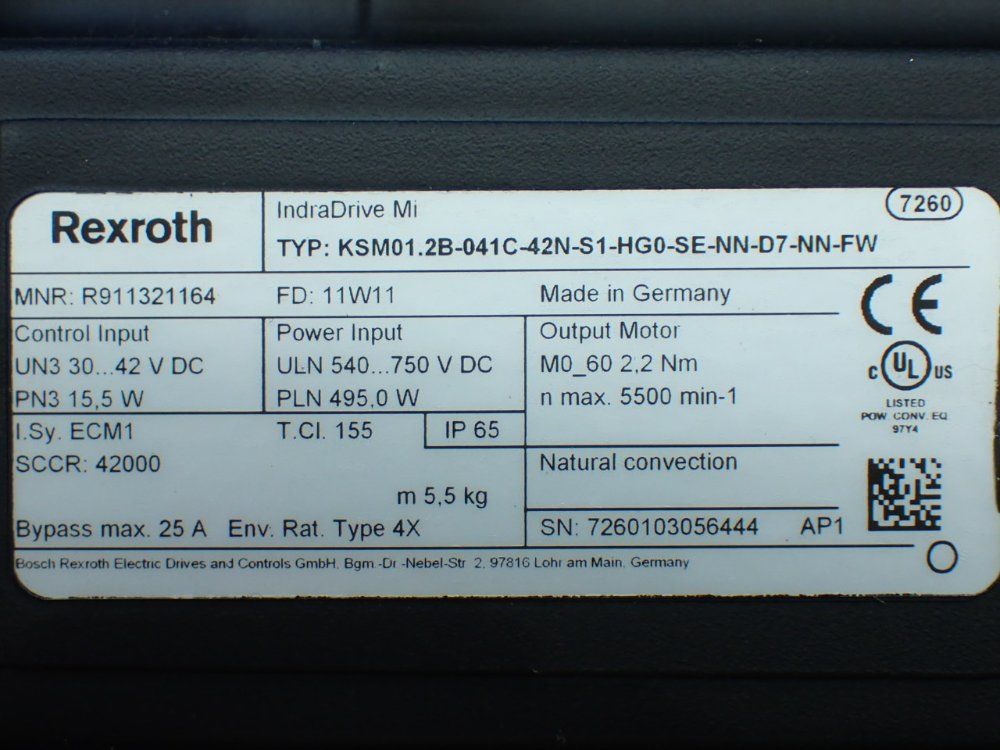 Rexroth
IndraDrive Mi
7260
TYP: KSM01.2B-041C-42N-S1-HG0-SE-NN-D7-NN-FW
MNR: R911321164
FD: 11W11
Made in Germany
CE
Control Input
UN3 30...42 V DC
PN3 15,5 W
Power Input
ULN 540...750 V DC
PLN 495,0 W
Output Motor
M0_60 2,2 Nm
n max. 5500 min-1
C UL US
LISTED
POW. CONV. EQ.
97Y4
I.Sy. ECM1
T.Cl. 155
IP 65
SCCR: 42000
m 5,5 kg
Natural convection
Bypass max. 25 A Env. Rat. Type 4X
SN: 7260103056444 AP1
Bosch Rexroth Electric Drives and Controls GmbH, Bgm.-Dr.-Nebel-Str. 2, 97816 Lohr am Main, Germany